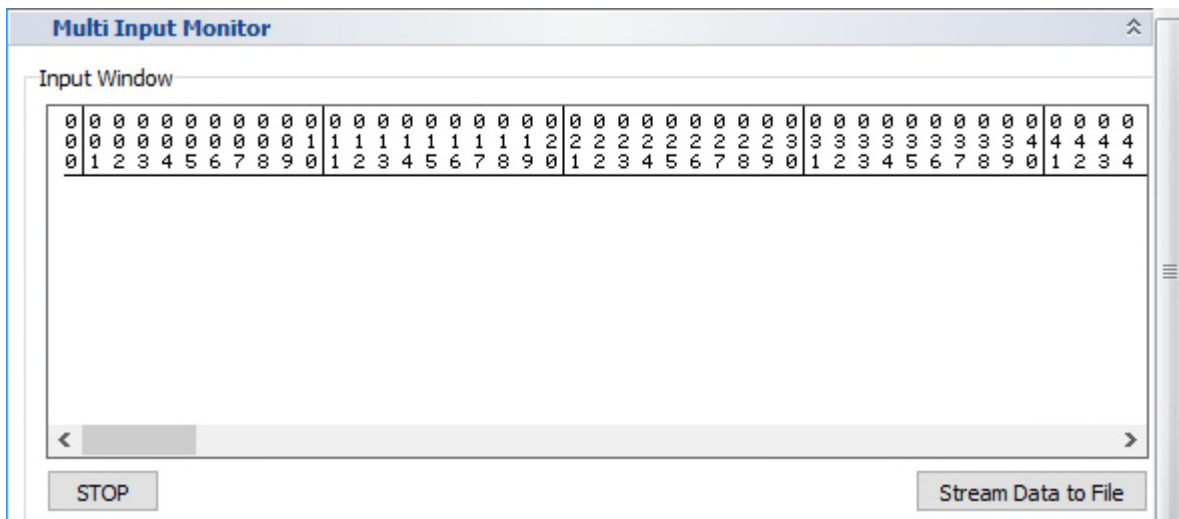 Multi Input Monitor
Input Window
0|0 0 0 0 0 0 0 0 0 0|0 0 0 0 0 0 0 0 0 0|0 0 0 0 0 0 0 0 0 0|0 0 0 0 0 0 0 0 0 0|0 0 0 0
0|0 0 0 0 0 0 0 0 0 1|1 1 1 1 1 1 1 1 1 2|2 2 2 2 2 2 2 2 2 3|3 3 3 3 3 3 3 3 3 4|4 4 4 4
0|1 2 3 4 5 6 7 8 9 0|1 2 3 4 5 6 7 8 9 0|1 2 3 4 5 6 7 8 9 0|1 2 3 4 5 6 7 8 9 0|1 2 3 4
STOP
Stream Data to File